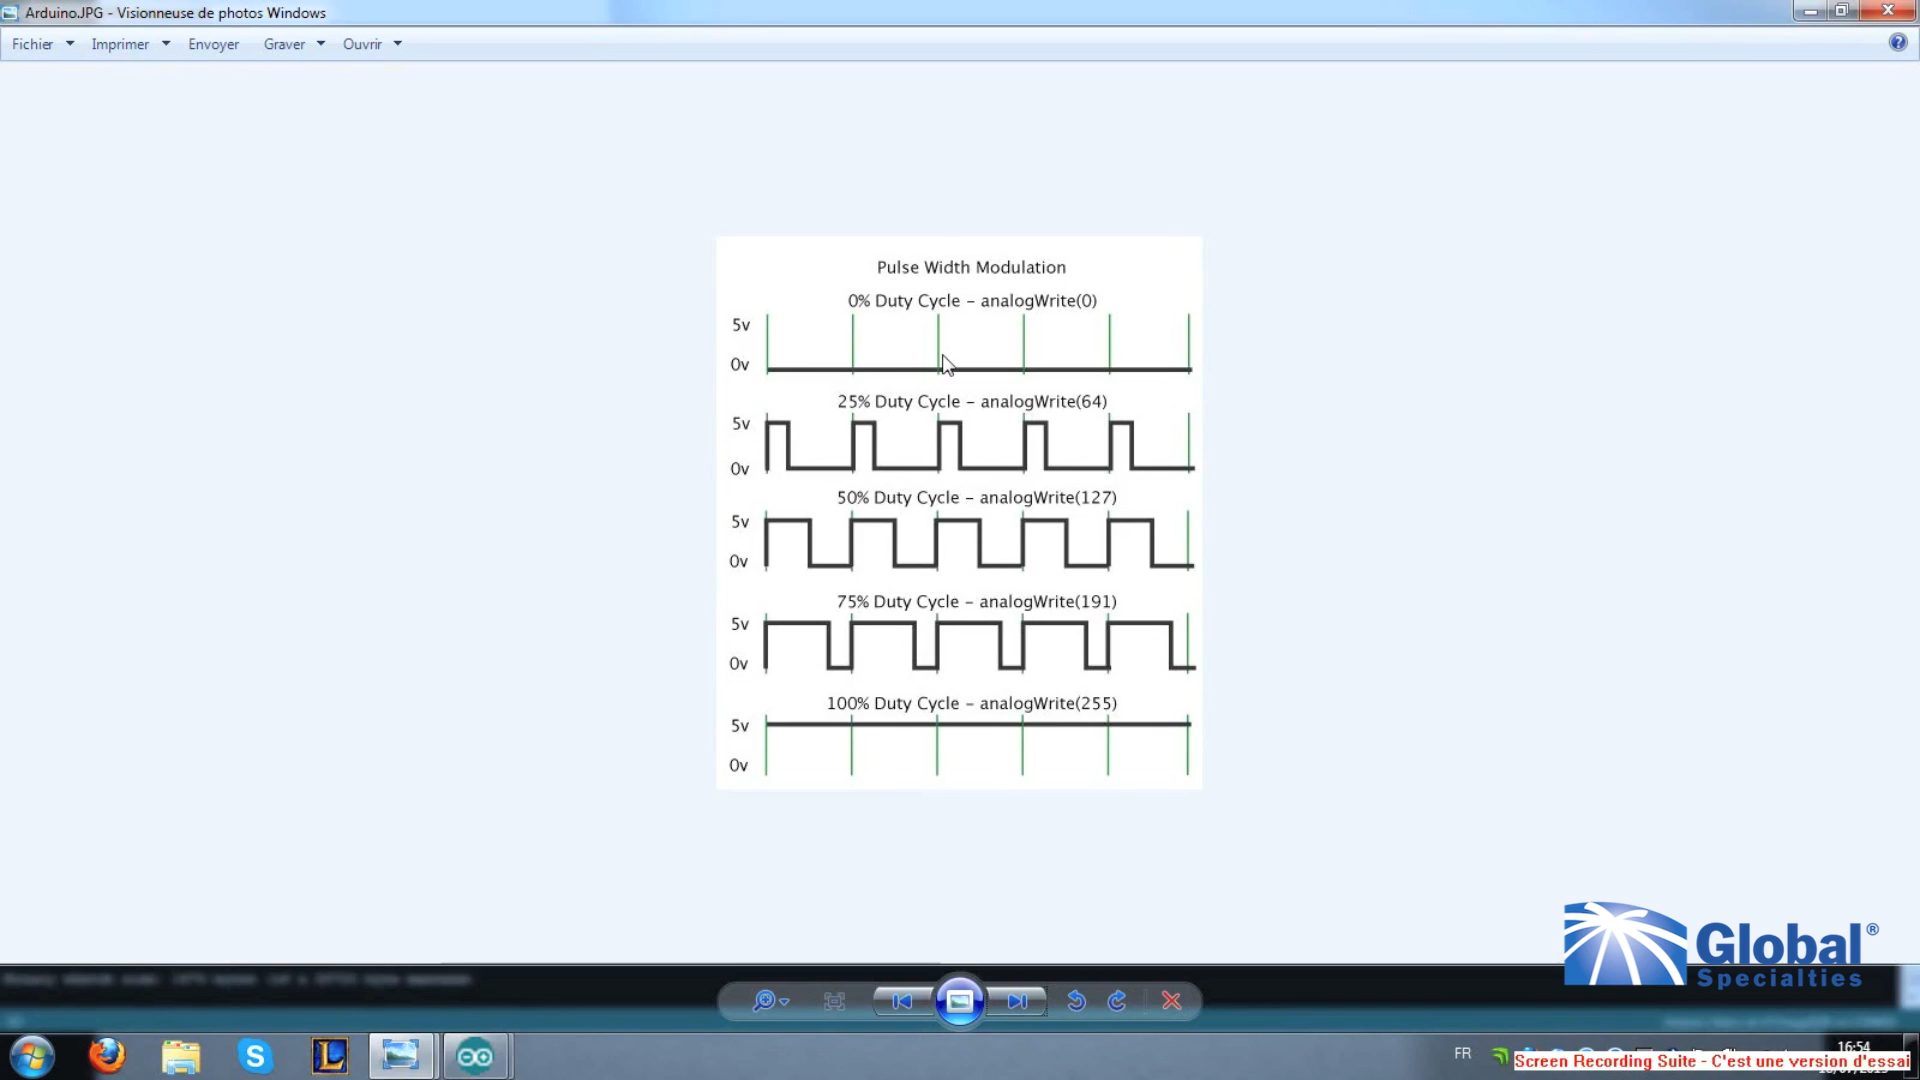 Arduino.JPG - Visionneuse de photos Windows
Fichier Imprimer Envoyer Graver Ouvrir
Pulse Width Modulation
0% Duty Cycle – analogWrite(0)
5v
0v
25% Duty Cycle – analogWrite(64)
5v
0v
50% Duty Cycle – analogWrite(127)
5v
0v
75% Duty Cycle – analogWrite(191)
5v
0v
100% Duty Cycle – analogWrite(255)
5v
0v
Global®
Specialties
FR
16:54
Screen Recording Suite - C'est une version d'essai